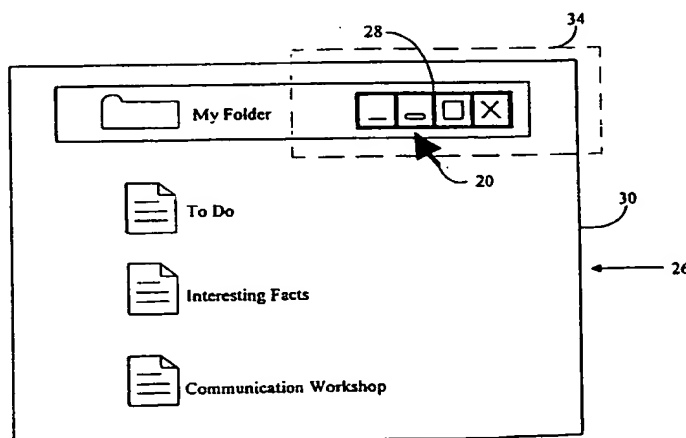 34
28
My Folder
20
30
To Do
26
Interesting Facts
Communication Workshop